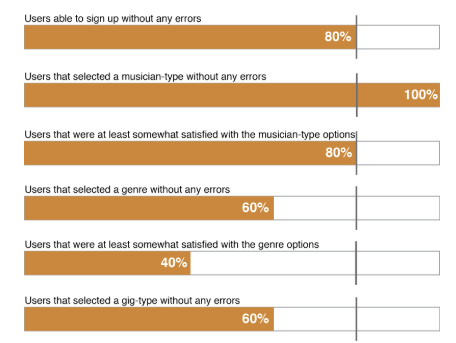 Users able to sign up without any errors
80%
Users that selected a musician-type without any errors
100%
Users that were at least somewhat satisfied with the musician-type options
80%
Users that selected a genre without any errors
60%
Users that were at least somewhat satisfied with the genre options
40%
Users that selected a gig-type without any errors
60%